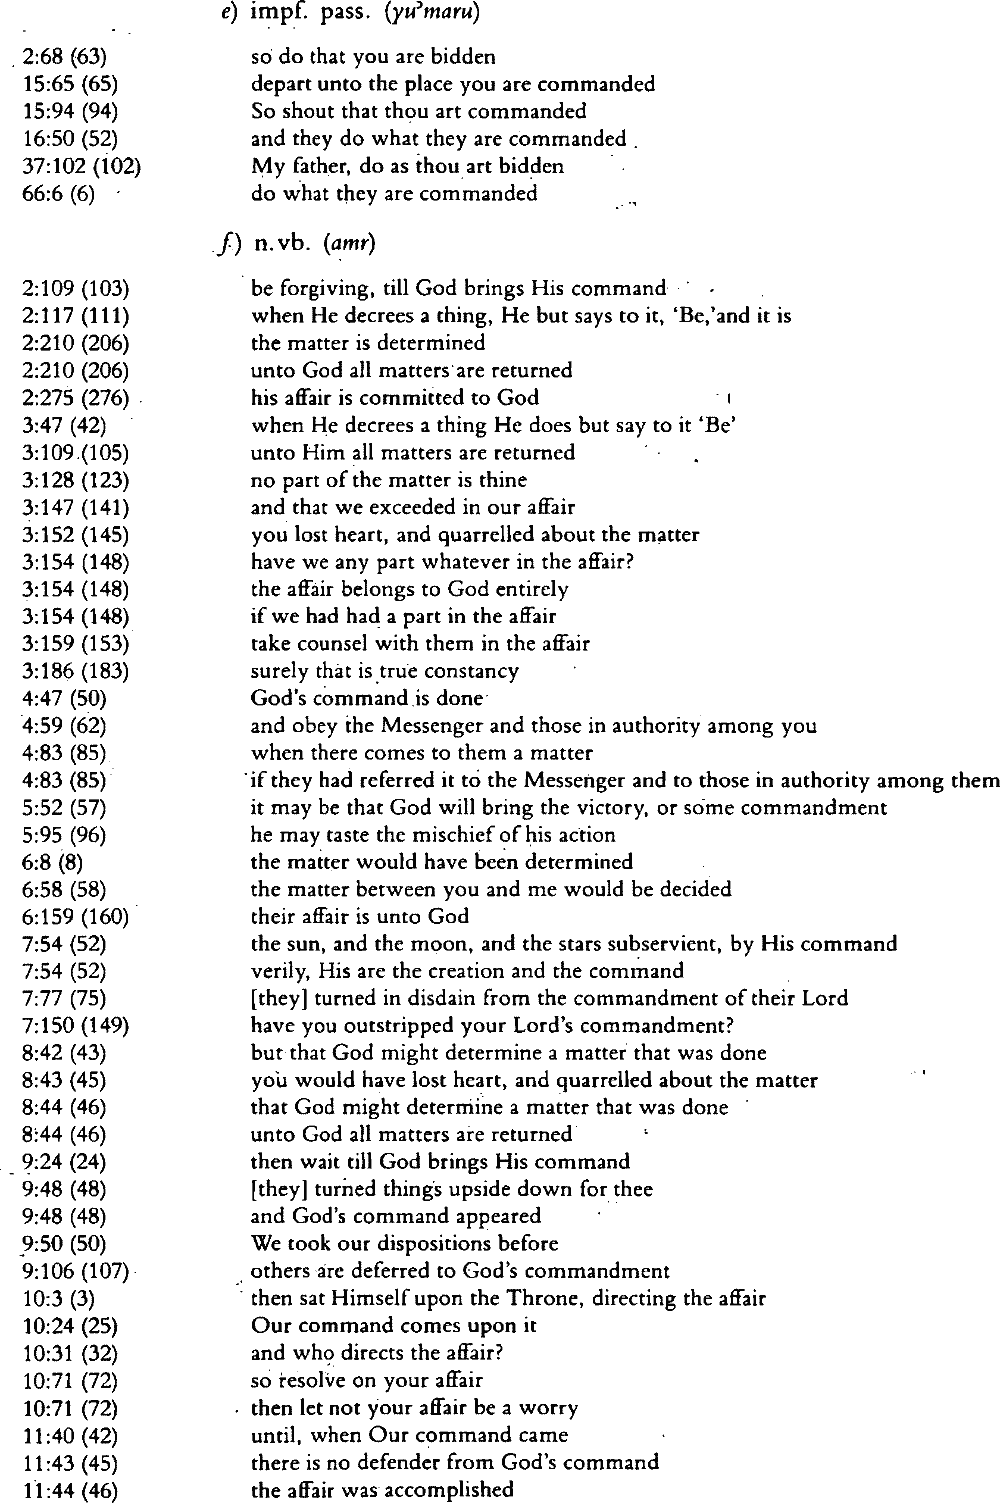 e) impf. pass. (yuʾmaru)
2:68 (63) so do that you are bidden
15:65 (65) depart unto the place you are commanded
15:94 (94) So shout that thou art commanded
16:50 (52) and they do what they are commanded
37:102 (102) My father, do as thou art bidden
66:6 (6) do what they are commanded
f) n.vb. (amr)
2:109 (103) be forgiving, till God brings His command
2:117 (111) when He decrees a thing, He but says to it, ‘Be,’and it is
2:210 (206) the matter is determined
2:210 (206) unto God all matters are returned
2:275 (276) his affair is committed to God
3:47 (42) when He decrees a thing He does but say to it ‘Be’
3:109 (105) unto Him all matters are returned
3:128 (123) no part of the matter is thine
3:147 (141) and that we exceeded in our affair
3:152 (145) you lost heart, and quarrelled about the matter
3:154 (148) have we any part whatever in the affair?
3:154 (148) the affair belongs to God entirely
3:154 (148) if we had had a part in the affair
3:159 (153) take counsel with them in the affair
3:186 (183) surely that is true constancy
4:47 (50) God's command is done
4:59 (62) and obey the Messenger and those in authority among you
4:83 (85) when there comes to them a matter
4:83 (85) if they had referred it to the Messenger and to those in authority among them
5:52 (57) it may be that God will bring the victory, or some commandment
5:95 (96) he may taste the mischief of his action
6:8 (8) the matter would have been determined
6:58 (58) the matter between you and me would be decided
6:159 (160) their affair is unto God
7:54 (52) the sun, and the moon, and the stars subservient, by His command
7:54 (52) verily, His are the creation and the command
7:77 (75) [they] turned in disdain from the commandment of their Lord
7:150 (149) have you outstripped your Lord's commandment?
8:42 (43) but that God might determine a matter that was done
8:43 (45) you would have lost heart, and quarrelled about the matter
8:44 (46) that God might determine a matter that was done
8:44 (46) unto God all matters are returned
9:24 (24) then wait till God brings His command
9:48 (48) [they] turned things upside down for thee
9:48 (48) and God's command appeared
9:50 (50) We took our dispositions before
9:106 (107) others are deferred to God's commandment
10:3 (3) then sat Himself upon the Throne, directing the affair
10:24 (25) Our command comes upon it
10:31 (32) and who directs the affair?
10:71 (72) so resolve on your affair
10:71 (72) then let not your affair be a worry
11:40 (42) until, when Our command came
11:43 (45) there is no defender from God's command
11:44 (46) the affair was accomplished